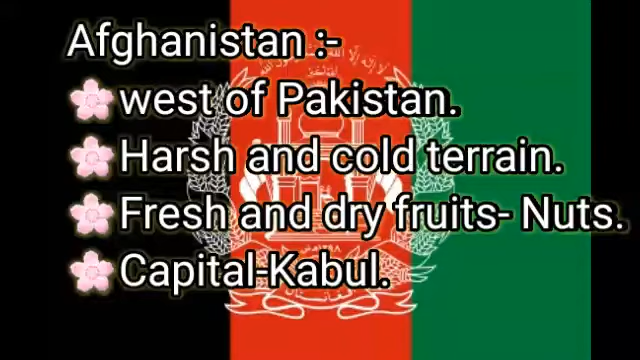 Afghanistan :-
🌸west of Pakistan.
🌸Harsh and cold terrain.
🌸Fresh and dry fruits- Nuts.
🌸Capital-Kabul.